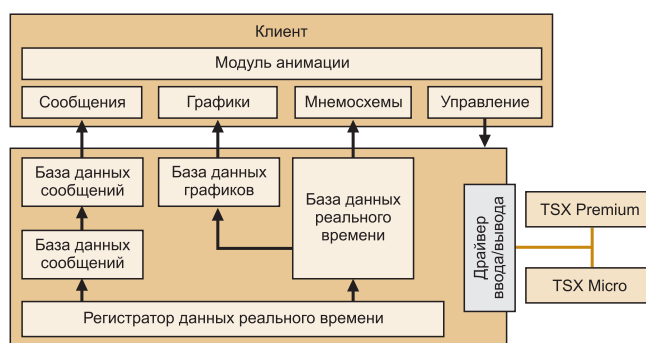 Клиент
Модуль анимации
Сообщения
Графики
Мнемосхемы
Управление
База данных
сообщений
База данных
графиков
База данных
реального
времени
База данных
сообщений
Регистратор данных реального времени
Драйвер
ввода/вывода
TSX Premium
TSX Micro